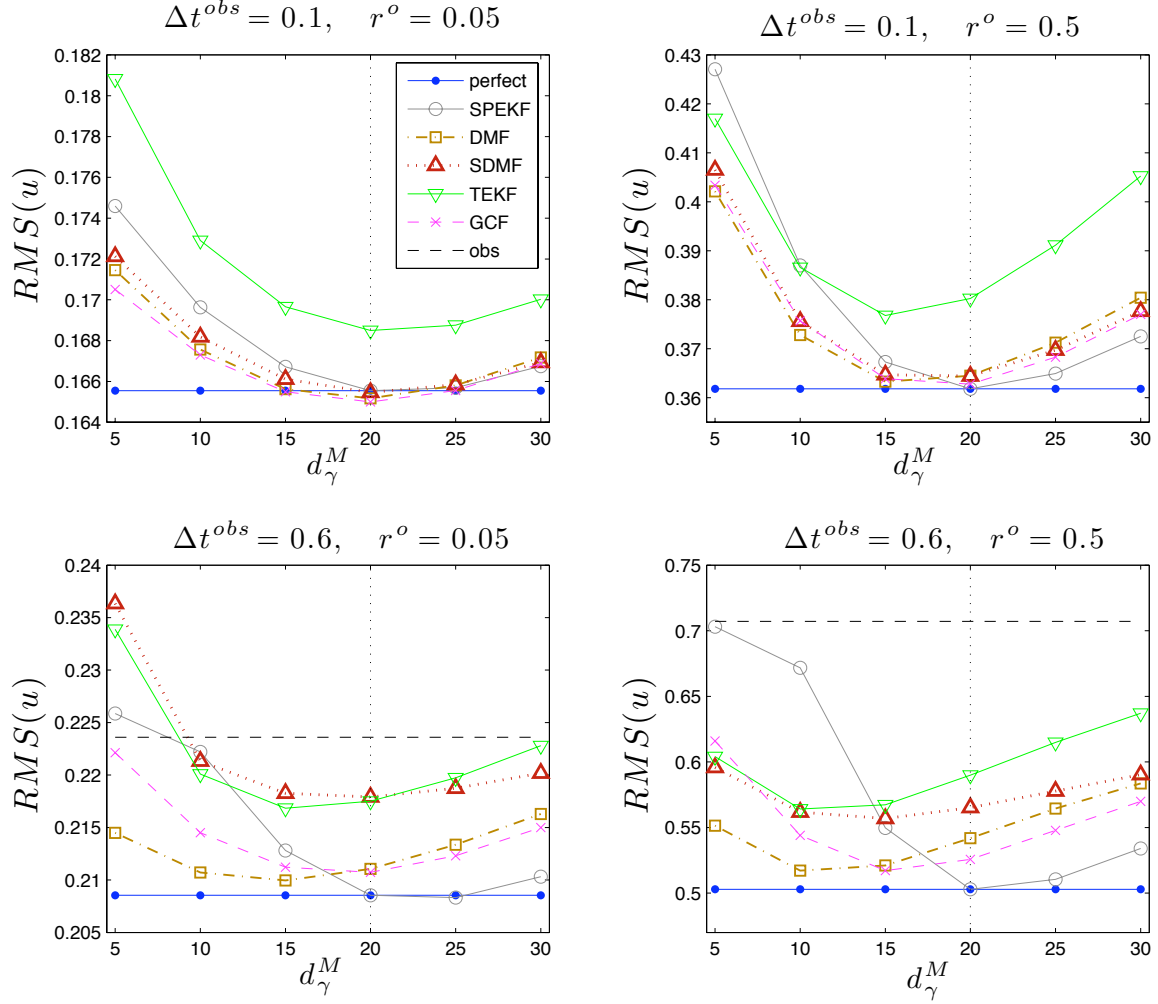 Δt^{obs} = 0.1, r^o = 0.05
Δt^{obs} = 0.1, r^o = 0.5
RMS(u)
0.182
0.18
0.178
0.176
0.174
0.172
0.17
0.168
0.166
0.164
5 10 15 20 25 30
d_γ^M
perfect
SPEKF
DMF
SDMF
TEKF
GCF
obs
RMS(u)
0.43
0.42
0.41
0.4
0.39
0.38
0.37
0.36
5 10 15 20 25 30
d_γ^M
Δt^{obs} = 0.6, r^o = 0.05
Δt^{obs} = 0.6, r^o = 0.5
RMS(u)
0.24
0.235
0.23
0.225
0.22
0.215
0.21
0.205
5 10 15 20 25 30
d_γ^M
RMS(u)
0.75
0.7
0.65
0.6
0.55
0.5
5 10 15 20 25 30
d_γ^M